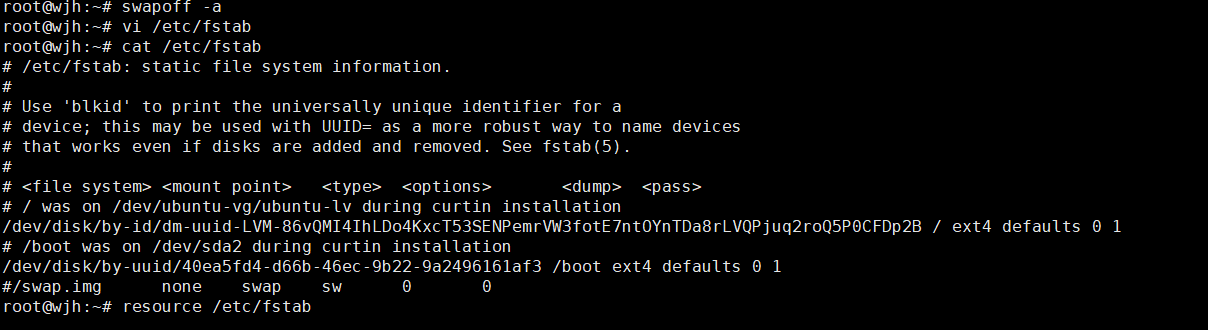 root@wjh:~# swapoff -a
root@wjh:~# vi /etc/fstab
root@wjh:~# cat /etc/fstab
# /etc/fstab: static file system information.
#
# Use 'blkid' to print the universally unique identifier for a
# device; this may be used with UUID= as a more robust way to name devices
# that works even if disks are added and removed. See fstab(5).
#
# <file system> <mount point>   <type>  <options>       <dump>  <pass>
# / was on /dev/ubuntu-vg/ubuntu-lv during curtin installation
/dev/disk/by-id/dm-uuid-LVM-86vQMI4IhLDo4KxcT53SENPemrVW3fotE7ntOYnTDa8rLVQPjuq2roQ5P0CFDp2B / ext4 defaults 0 1
# /boot was on /dev/sda2 during curtin installation
/dev/disk/by-uuid/40ea5fd4-d66b-46ec-9b22-9a2496161af3 /boot ext4 defaults 0 1
#/swap.img      none    swap    sw      0       0
root@wjh:~# resource /etc/fstab